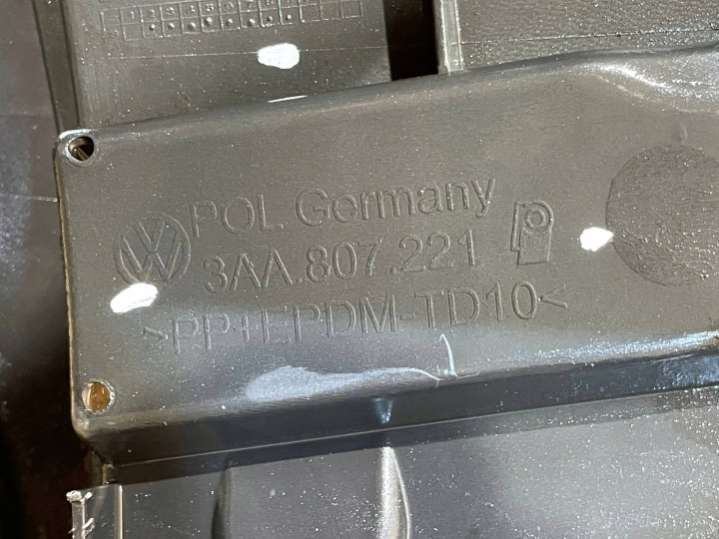 POL. Germany
3AA.807.221
>PP+EPDM-TD10<